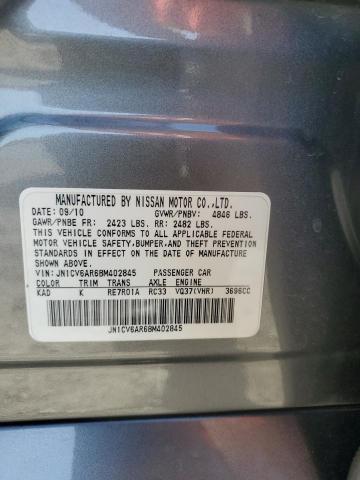 MANUFACTURED BY NISSAN MOTOR CO.,LTD.
DATE: 09/10 GVWR/PNBV: 4846 LBS.
GAWR/PNBE FR: 2423 LBS. RR: 2482 LBS.
THIS VEHICLE CONFORMS TO ALL APPLICABLE FEDERAL
MOTOR VEHICLE SAFETY,BUMPER,AND THEFT PREVENTION
STANDARDS IN EFFECT ON THE DATE OF MANUFACTURE
SHOWN ABOVE.
VIN: JN1CV6AR6BM402845 PASSENGER CAR
COLOR TRIM TRANS AXLE ENGINE
KAD K RE7R01A RC33 VQ37(VHR) 3696CC
JN1CV6AR6BM402845